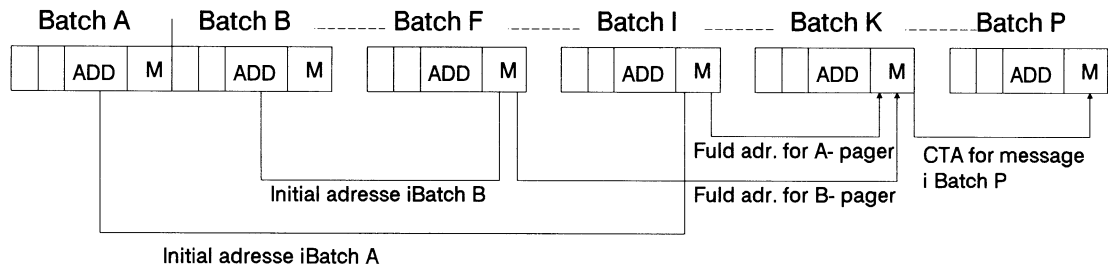 Batch A Batch B Batch F Batch I Batch K Batch P
ADD M ADD M ADD M ADD M ADD M ADD M
Fuld adr. for A- pager
CTA for message
i Batch P
Initial adresse iBatch B
Fuld adr. for B- pager
Initial adresse iBatch A